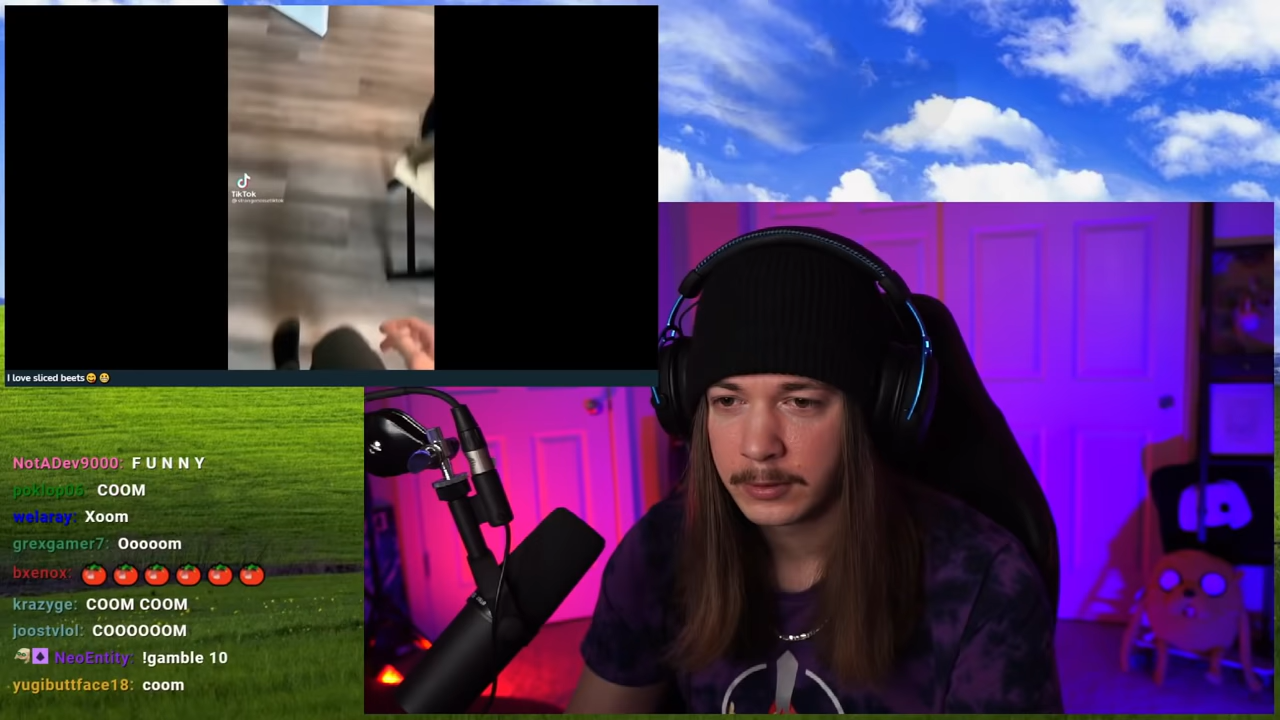 TikTok
I love sliced beets
NotADev9000: F U N N Y
poklop06: COOM
welaray: Xoom
grexgamer7: Ooooom
bxenox:
krazyge: COOM COOM
joostvlol: COOOOOOM
NeoEntity: !gamble 10
yugibuttface18: coom